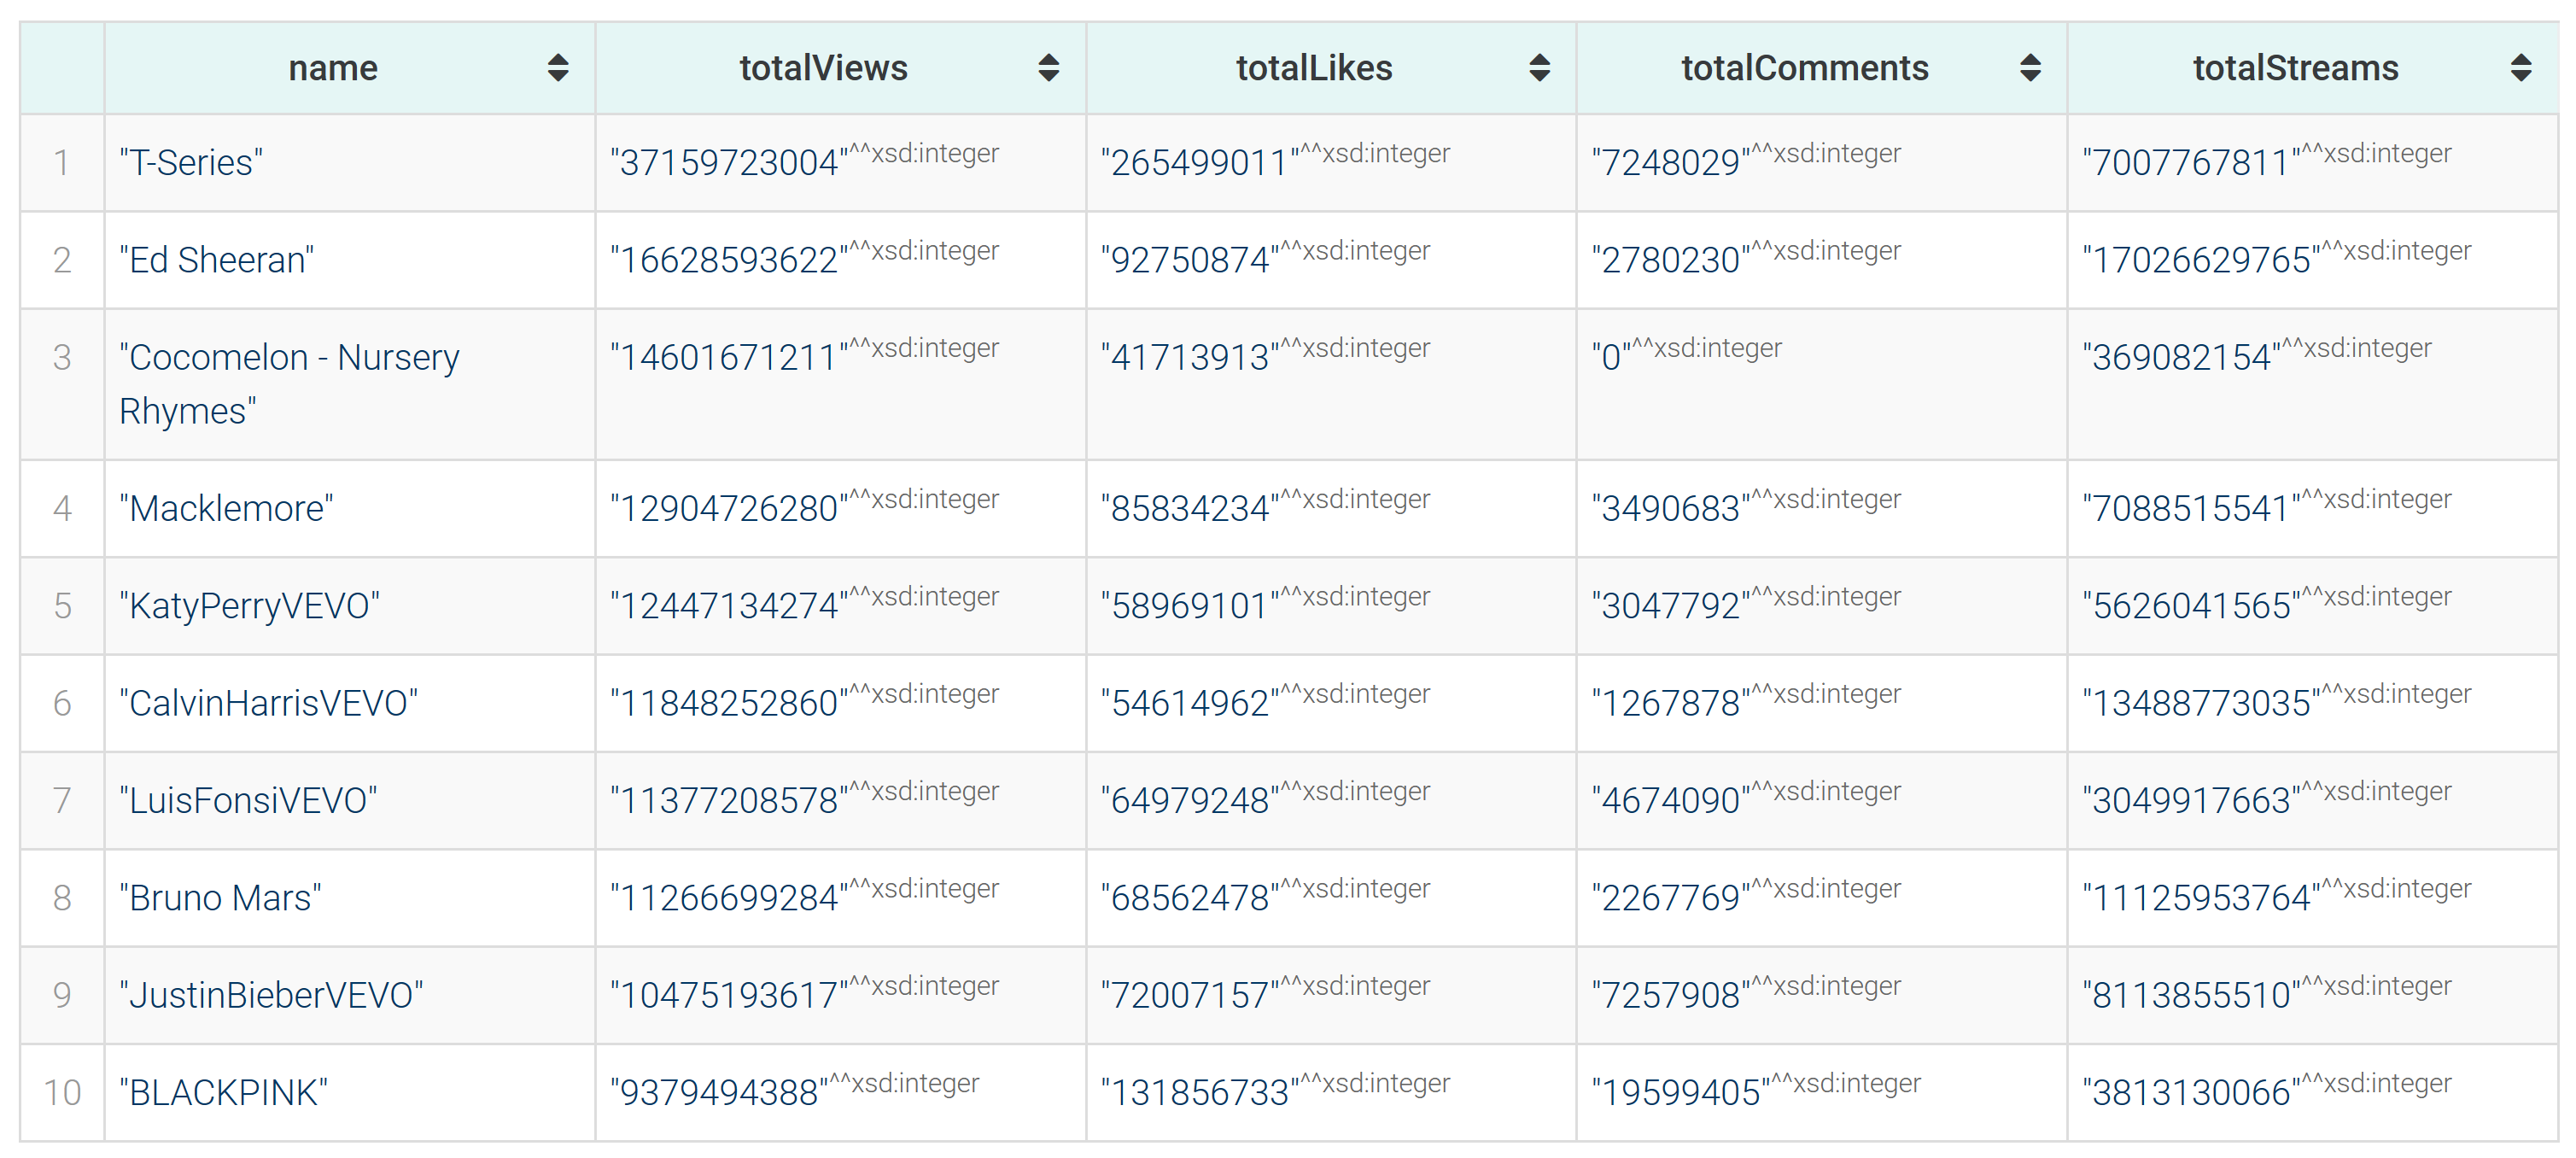 name totalViews totalLikes totalComments totalStreams
1 "T-Series" "37159723004"^^xsd:integer "265499011"^^xsd:integer "7248029"^^xsd:integer "7007767811"^^xsd:integer
2 "Ed Sheeran" "16628593622"^^xsd:integer "92750874"^^xsd:integer "2780230"^^xsd:integer "17026629765"^^xsd:integer
3 "Cocomelon - Nursery "14601671211"^^xsd:integer "41713913"^^xsd:integer "0"^^xsd:integer "369082154"^^xsd:integer
Rhymes"
4 "Macklemore" "12904726280"^^xsd:integer "85834234"^^xsd:integer "3490683"^^xsd:integer "7088515541"^^xsd:integer
5 "KatyPerryVEVO" "12447134274"^^xsd:integer "58969101"^^xsd:integer "3047792"^^xsd:integer "5626041565"^^xsd:integer
6 "CalvinHarrisVEVO" "11848252860"^^xsd:integer "54614962"^^xsd:integer "1267878"^^xsd:integer "13488773035"^^xsd:integer
7 "LuisFonsiVEVO" "11377208578"^^xsd:integer "64979248"^^xsd:integer "4674090"^^xsd:integer "3049917663"^^xsd:integer
8 "Bruno Mars" "11266699284"^^xsd:integer "68562478"^^xsd:integer "2267769"^^xsd:integer "11125953764"^^xsd:integer
9 "JustinBieberVEVO" "10475193617"^^xsd:integer "72007157"^^xsd:integer "7257908"^^xsd:integer "8113855510"^^xsd:integer
10 "BLACKPINK" "9379494388"^^xsd:integer "131856733"^^xsd:integer "19599405"^^xsd:integer "3813130066"^^xsd:integer